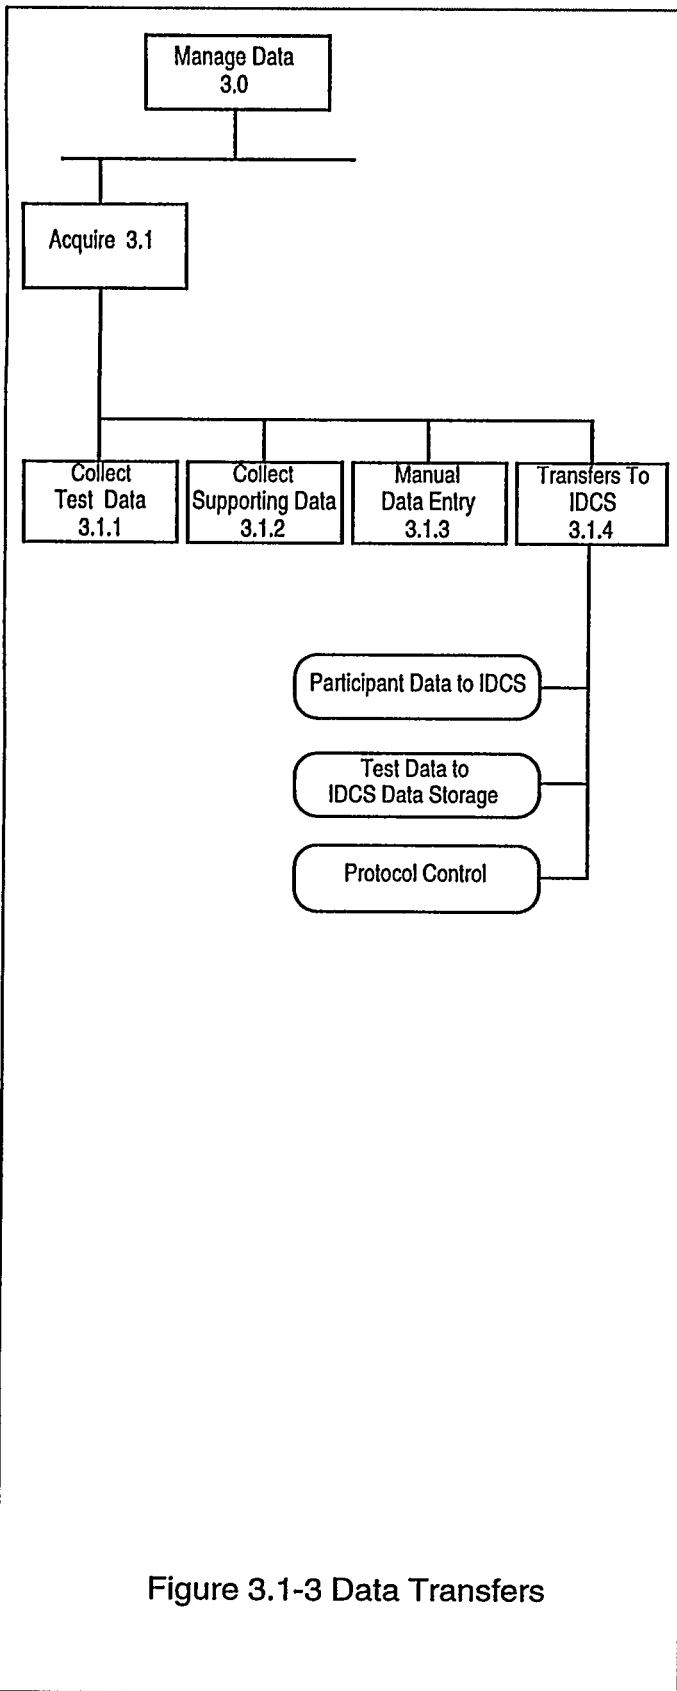 Manage Data
3.0
Acquire 3.1
Collect
Test Data
3.1.1
Collect
Supporting Data
3.1.2
Manual
Data Entry
3.1.3
Transfers To
IDCS
3.1.4
Participant Data to IDCS
Test Data to
IDCS Data Storage
Protocol Control
Figure 3.1-3 Data Transfers